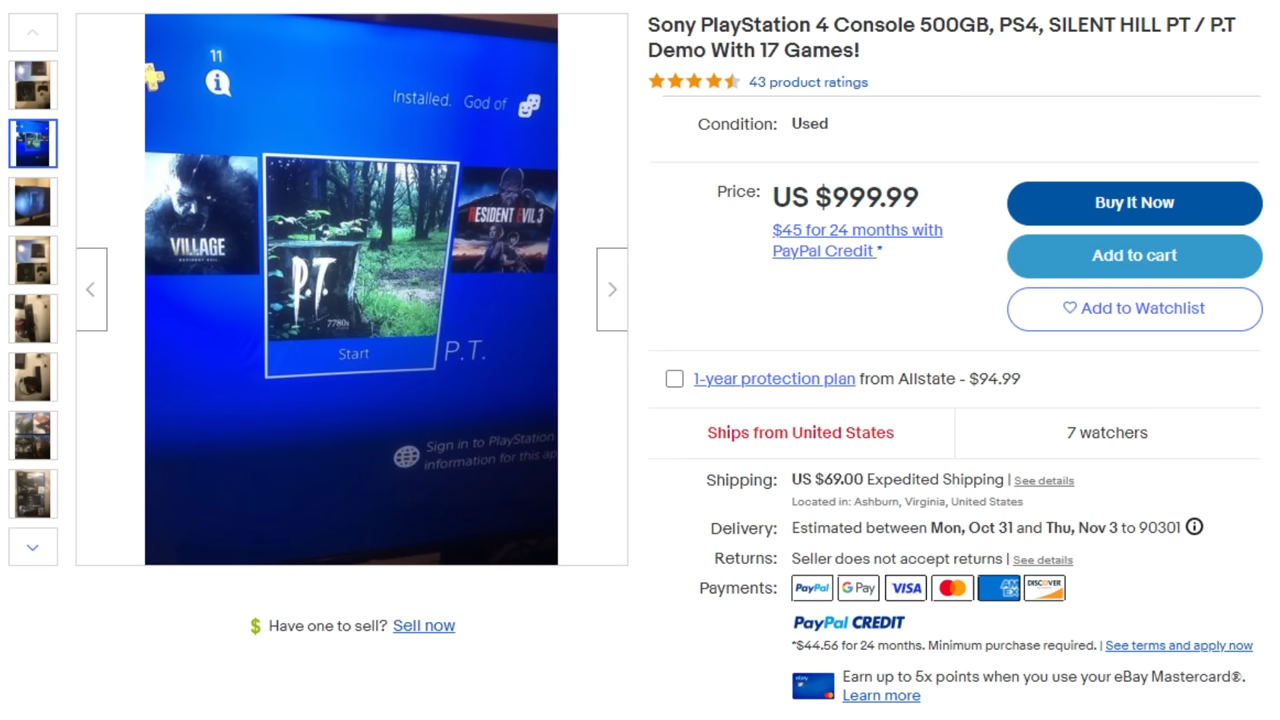 Sony PlayStation 4 Console 500GB, PS4, SILENT HILL PT / P.T
Demo With 17 Games!
43 product ratings
Condition: Used
Price: US $999.99
$45 for 24 months with
PayPal Credit *
Buy It Now
Add to cart
Add to Watchlist
1-year protection plan from Allstate - $94.99
Ships from United States
7 watchers
Shipping: US $69.00 Expedited Shipping | See details
Located in: Ashburn, Virginia, United States
Delivery: Estimated between Mon, Oct 31 and Thu, Nov 3 to 90301
Returns: Seller does not accept returns | See details
Payments: PayPal G Pay VISA AMEX DISCOVER
PayPal CREDIT
*$44.56 for 24 months. Minimum purchase required. | See terms and apply now
ebay
Earn up to 5x points when you use your eBay Mastercard®.
Learn more
11
Installed. God of
VILLAGE
RESIDENT EVIL
P.T.
7780s
Start
P.T.
RESIDENT EVIL 3
Sign in to PlayStation
information for this ap
$ Have one to sell? Sell now